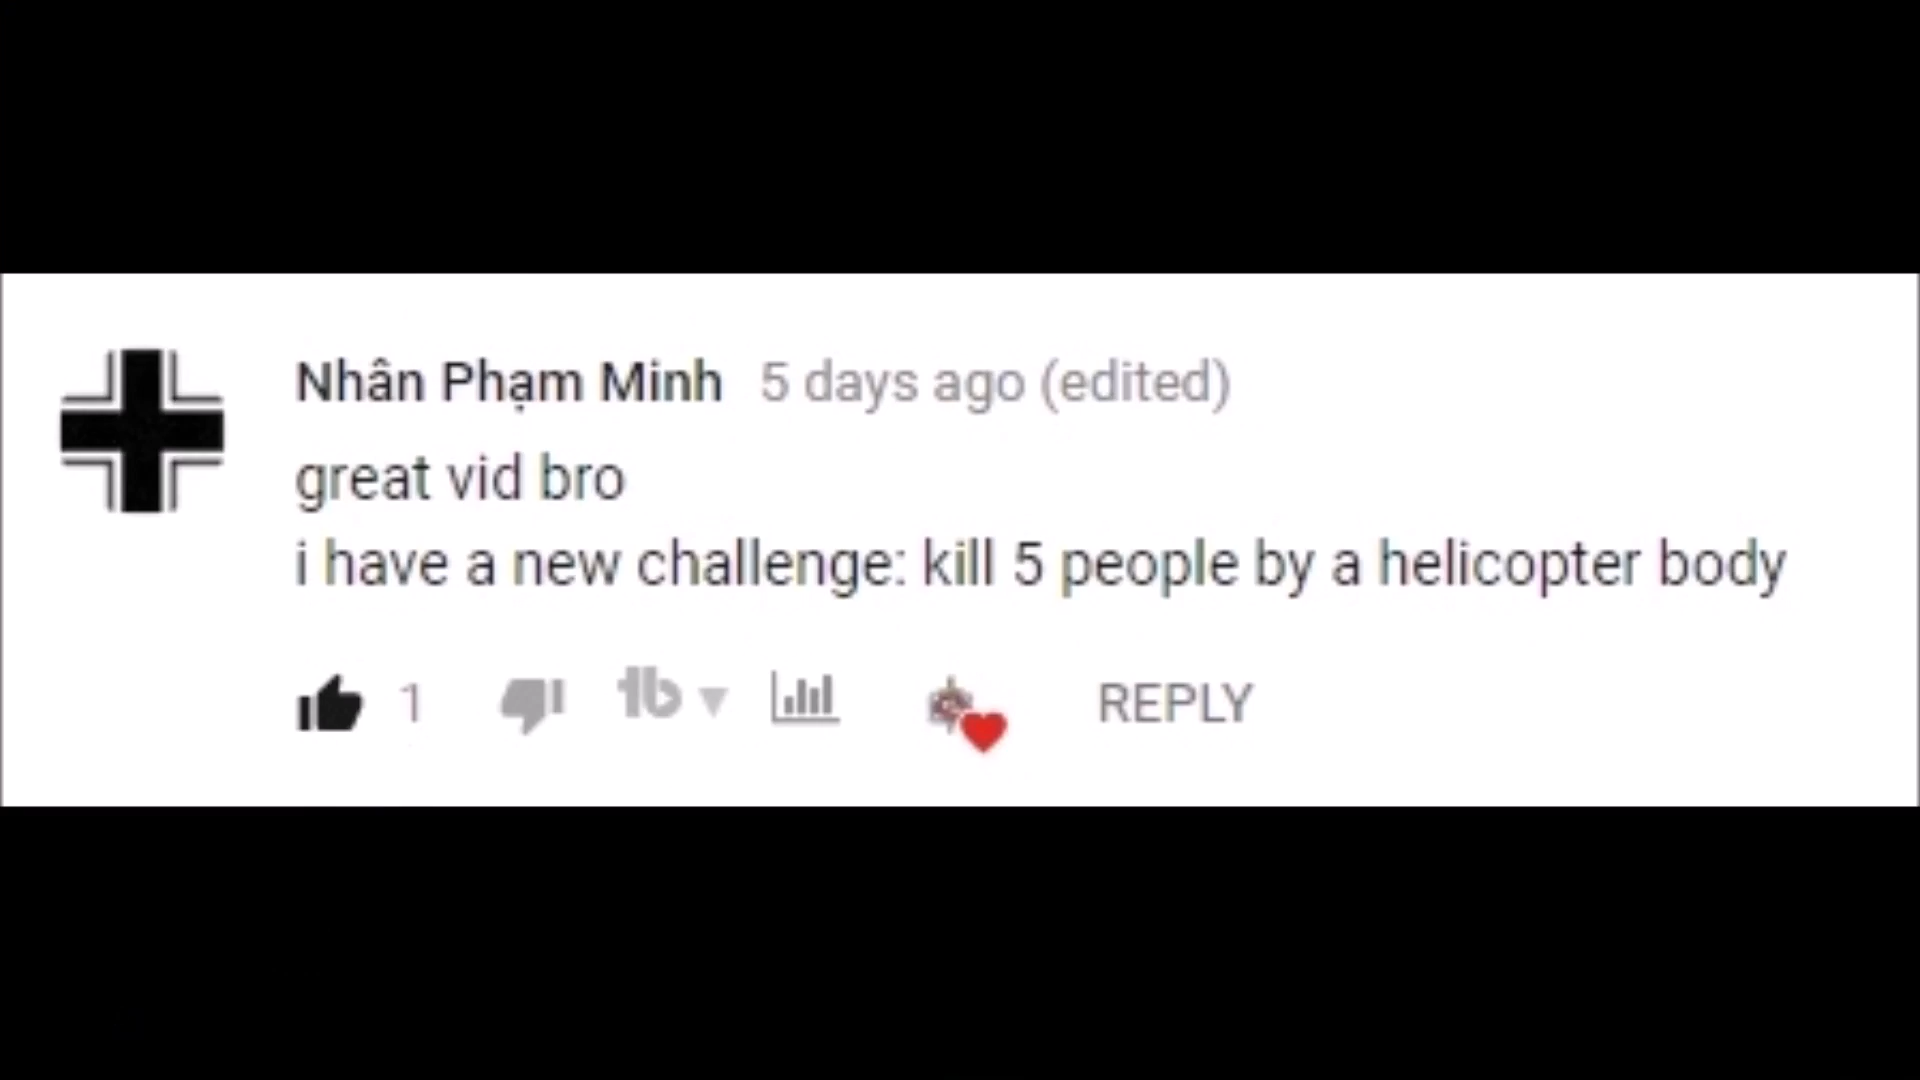 Nhân Phạm Minh 5 days ago (edited)
great vid bro
i have a new challenge: kill 5 people by a helicopter body
1 tb REPLY